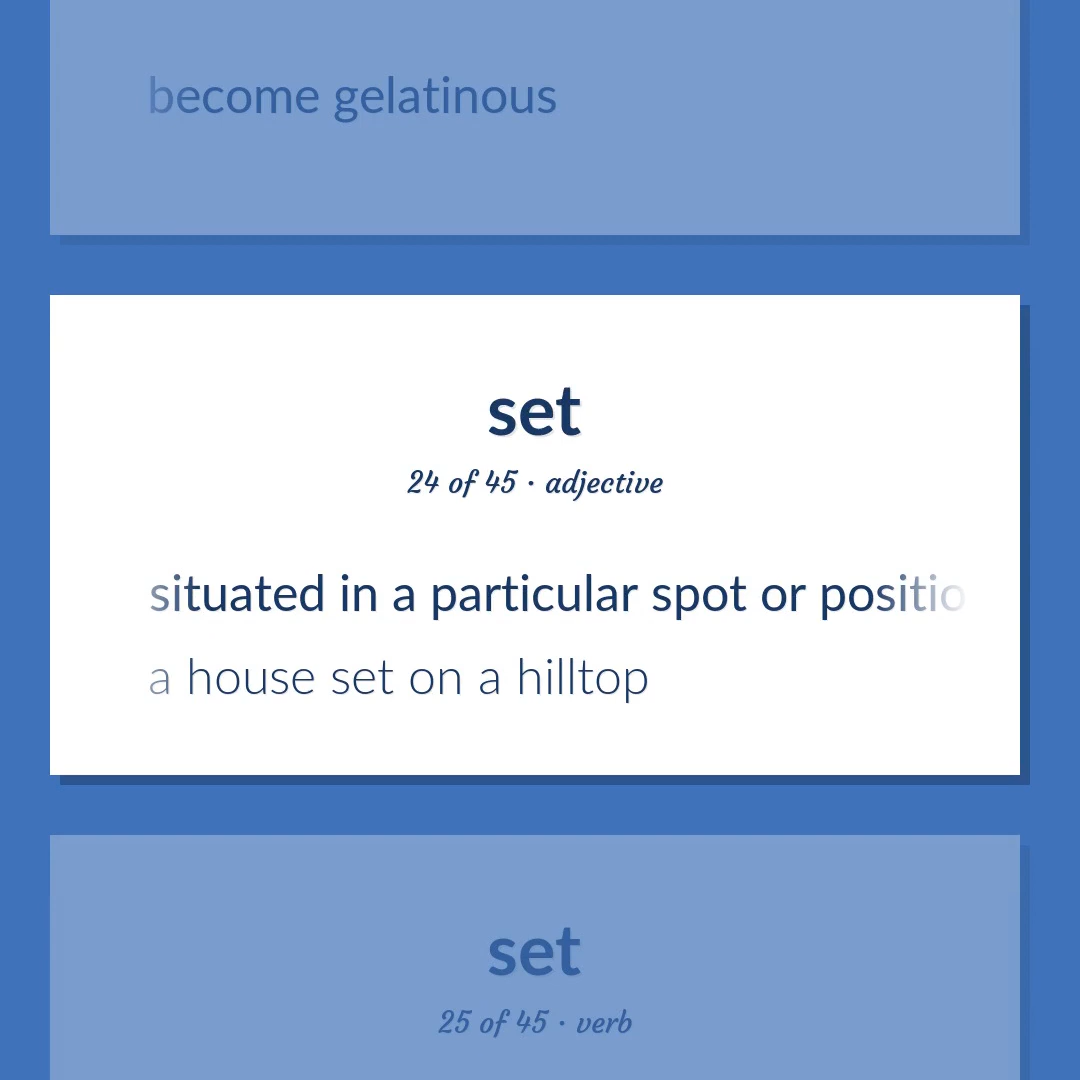 become gelatinous
set
24 of 45 · adjective
situated in a particular spot or positio
a house set on a hilltop
set
25 of 45 · verb